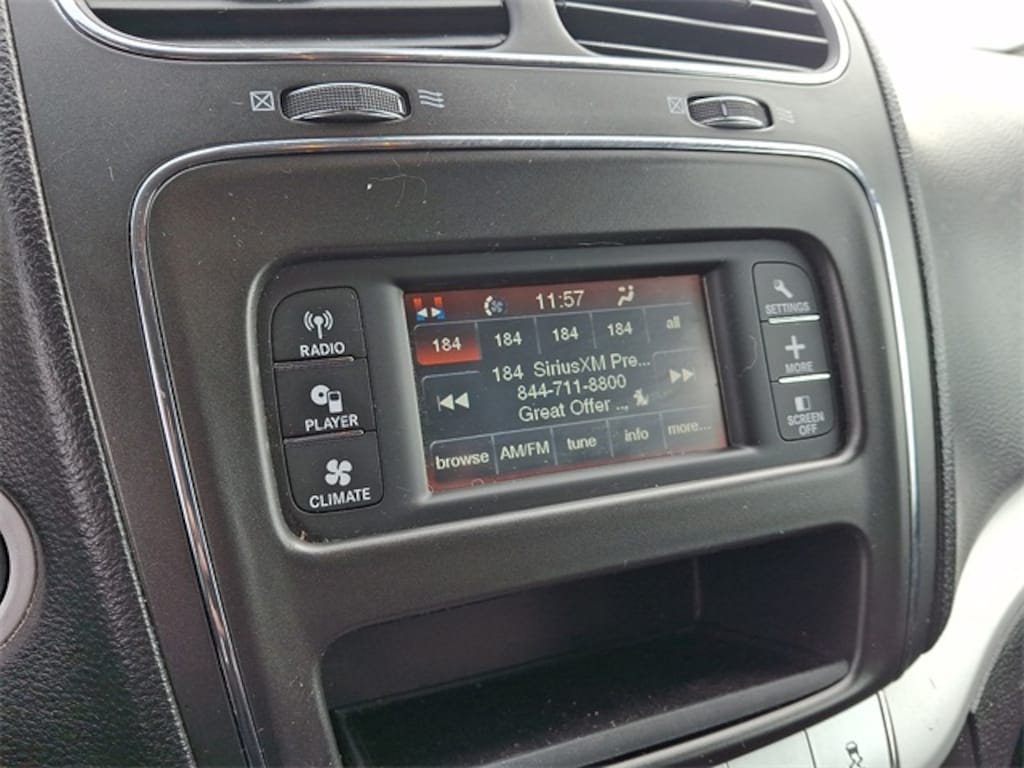 11:57
184 184 184 184 all
184 SiriusXM Pre...
844-711-8800
Great Offer ...
browse AM/FM tune info more...
RADIO
PLAYER
CLIMATE
SETTINGS
MORE
SCREEN
OFF